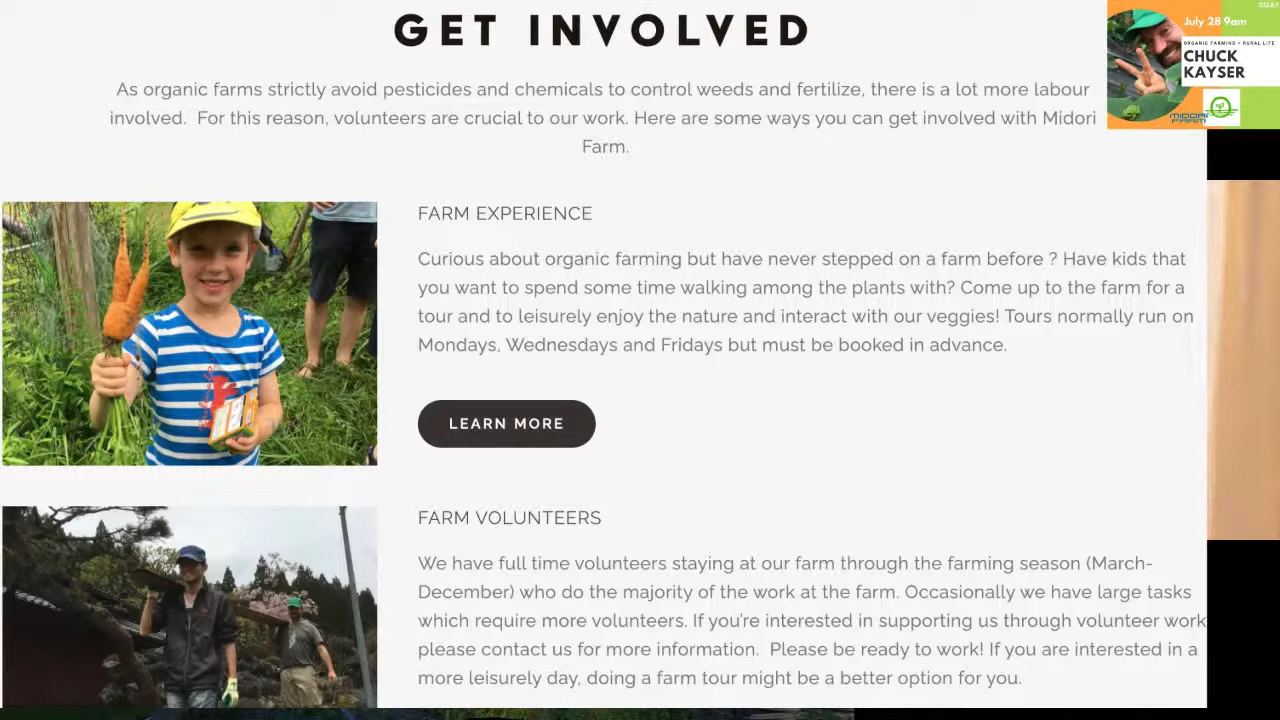 GET INVOLVED
As organic farms strictly avoid pesticides and chemicals to control weeds and fertilize, there is a lot more labour
involved.  For this reason, volunteers are crucial to our work. Here are some ways you can get involved with Midori
Farm.
FARM EXPERIENCE
Curious about organic farming but have never stepped on a farm before ? Have kids that
you want to spend some time walking among the plants with? Come up to the farm for a
tour and to leisurely enjoy the nature and interact with our veggies! Tours normally run on
Mondays, Wednesdays and Fridays but must be booked in advance.
LEARN MORE
FARM VOLUNTEERS
We have full time volunteers staying at our farm through the farming season (March-
December) who do the majority of the work at the farm. Occasionally we have large tasks
which require more volunteers. If you're interested in supporting us through volunteer work
please contact us for more information.  Please be ready to work! If you are interested in a
more leisurely day, doing a farm tour might be a better option for you.
July 28 9am
ORGANIC FARMING + RURAL LIFE
CHUCK
KAYSER
MIDORI
FARM